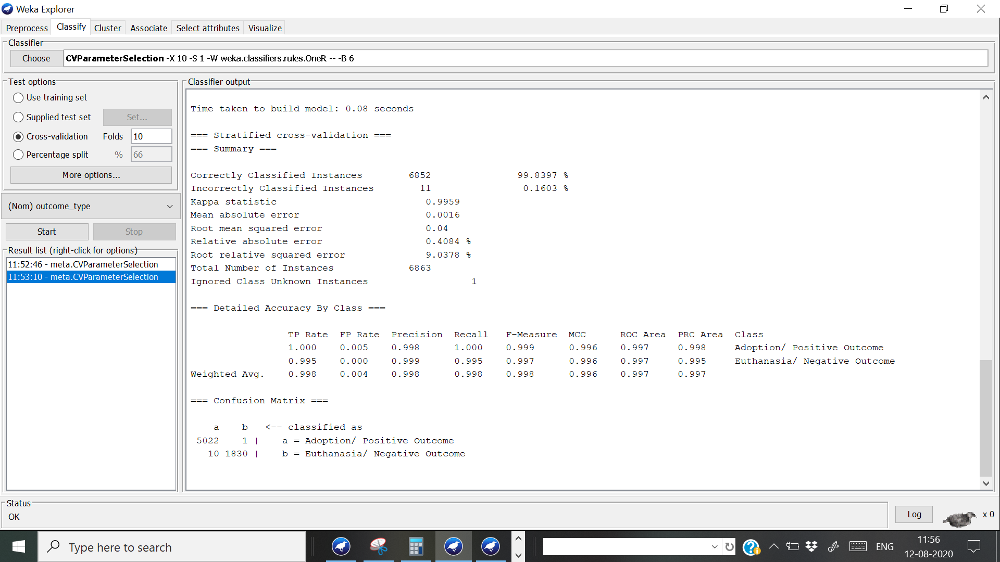 Weka Explorer
Preprocess Classify Cluster Associate Select attributes Visualize
Classifier
Choose CVParameterSelection -X 10 -S 1 -W weka.classifiers.rules.OneR -- -B 6
Test options
Use training set
Supplied test set Set...
Cross-validation Folds 10
Percentage split % 66
More options...
(Nom) outcome_type
Start Stop
Result list (right-click for options)
11:52:46 - meta.CVParameterSelection
11:53:10 - meta.CVParameterSelection
Classifier output
Time taken to build model: 0.08 seconds
=== Stratified cross-validation ===
=== Summary ===
Correctly Classified Instances 6852 99.8397 %
Incorrectly Classified Instances 11 0.1603 %
Kappa statistic 0.9959
Mean absolute error 0.0016
Root mean squared error 0.04
Relative absolute error 0.4084 %
Root relative squared error 9.0378 %
Total Number of Instances 6863
Ignored Class Unknown Instances 1
=== Detailed Accuracy By Class ===
TP Rate FP Rate Precision Recall F-Measure MCC ROC Area PRC Area Class
1.000 0.005 0.998 1.000 0.999 0.996 0.997 0.998 Adoption/ Positive Outcome
0.995 0.000 0.999 0.995 0.997 0.996 0.997 0.995 Euthanasia/ Negative Outcome
Weighted Avg. 0.998 0.004 0.998 0.998 0.998 0.996 0.997 0.997
=== Confusion Matrix ===
a b <-- classified as
5022 1 | a = Adoption/ Positive Outcome
10 1830 | b = Euthanasia/ Negative Outcome
Status
OK
Log
x 0
Type here to search
ENG
11:56
12-08-2020